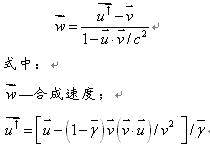 w⃗ = (u⃗↑ − v⃗) / (1 − u⃗·v⃗/c²)
式中：
w⃗—合成速度；
u⃗↑ = [u⃗ − (1 − γ⃗)v⃗(v⃗·u⃗)/v² ]/γ⃗